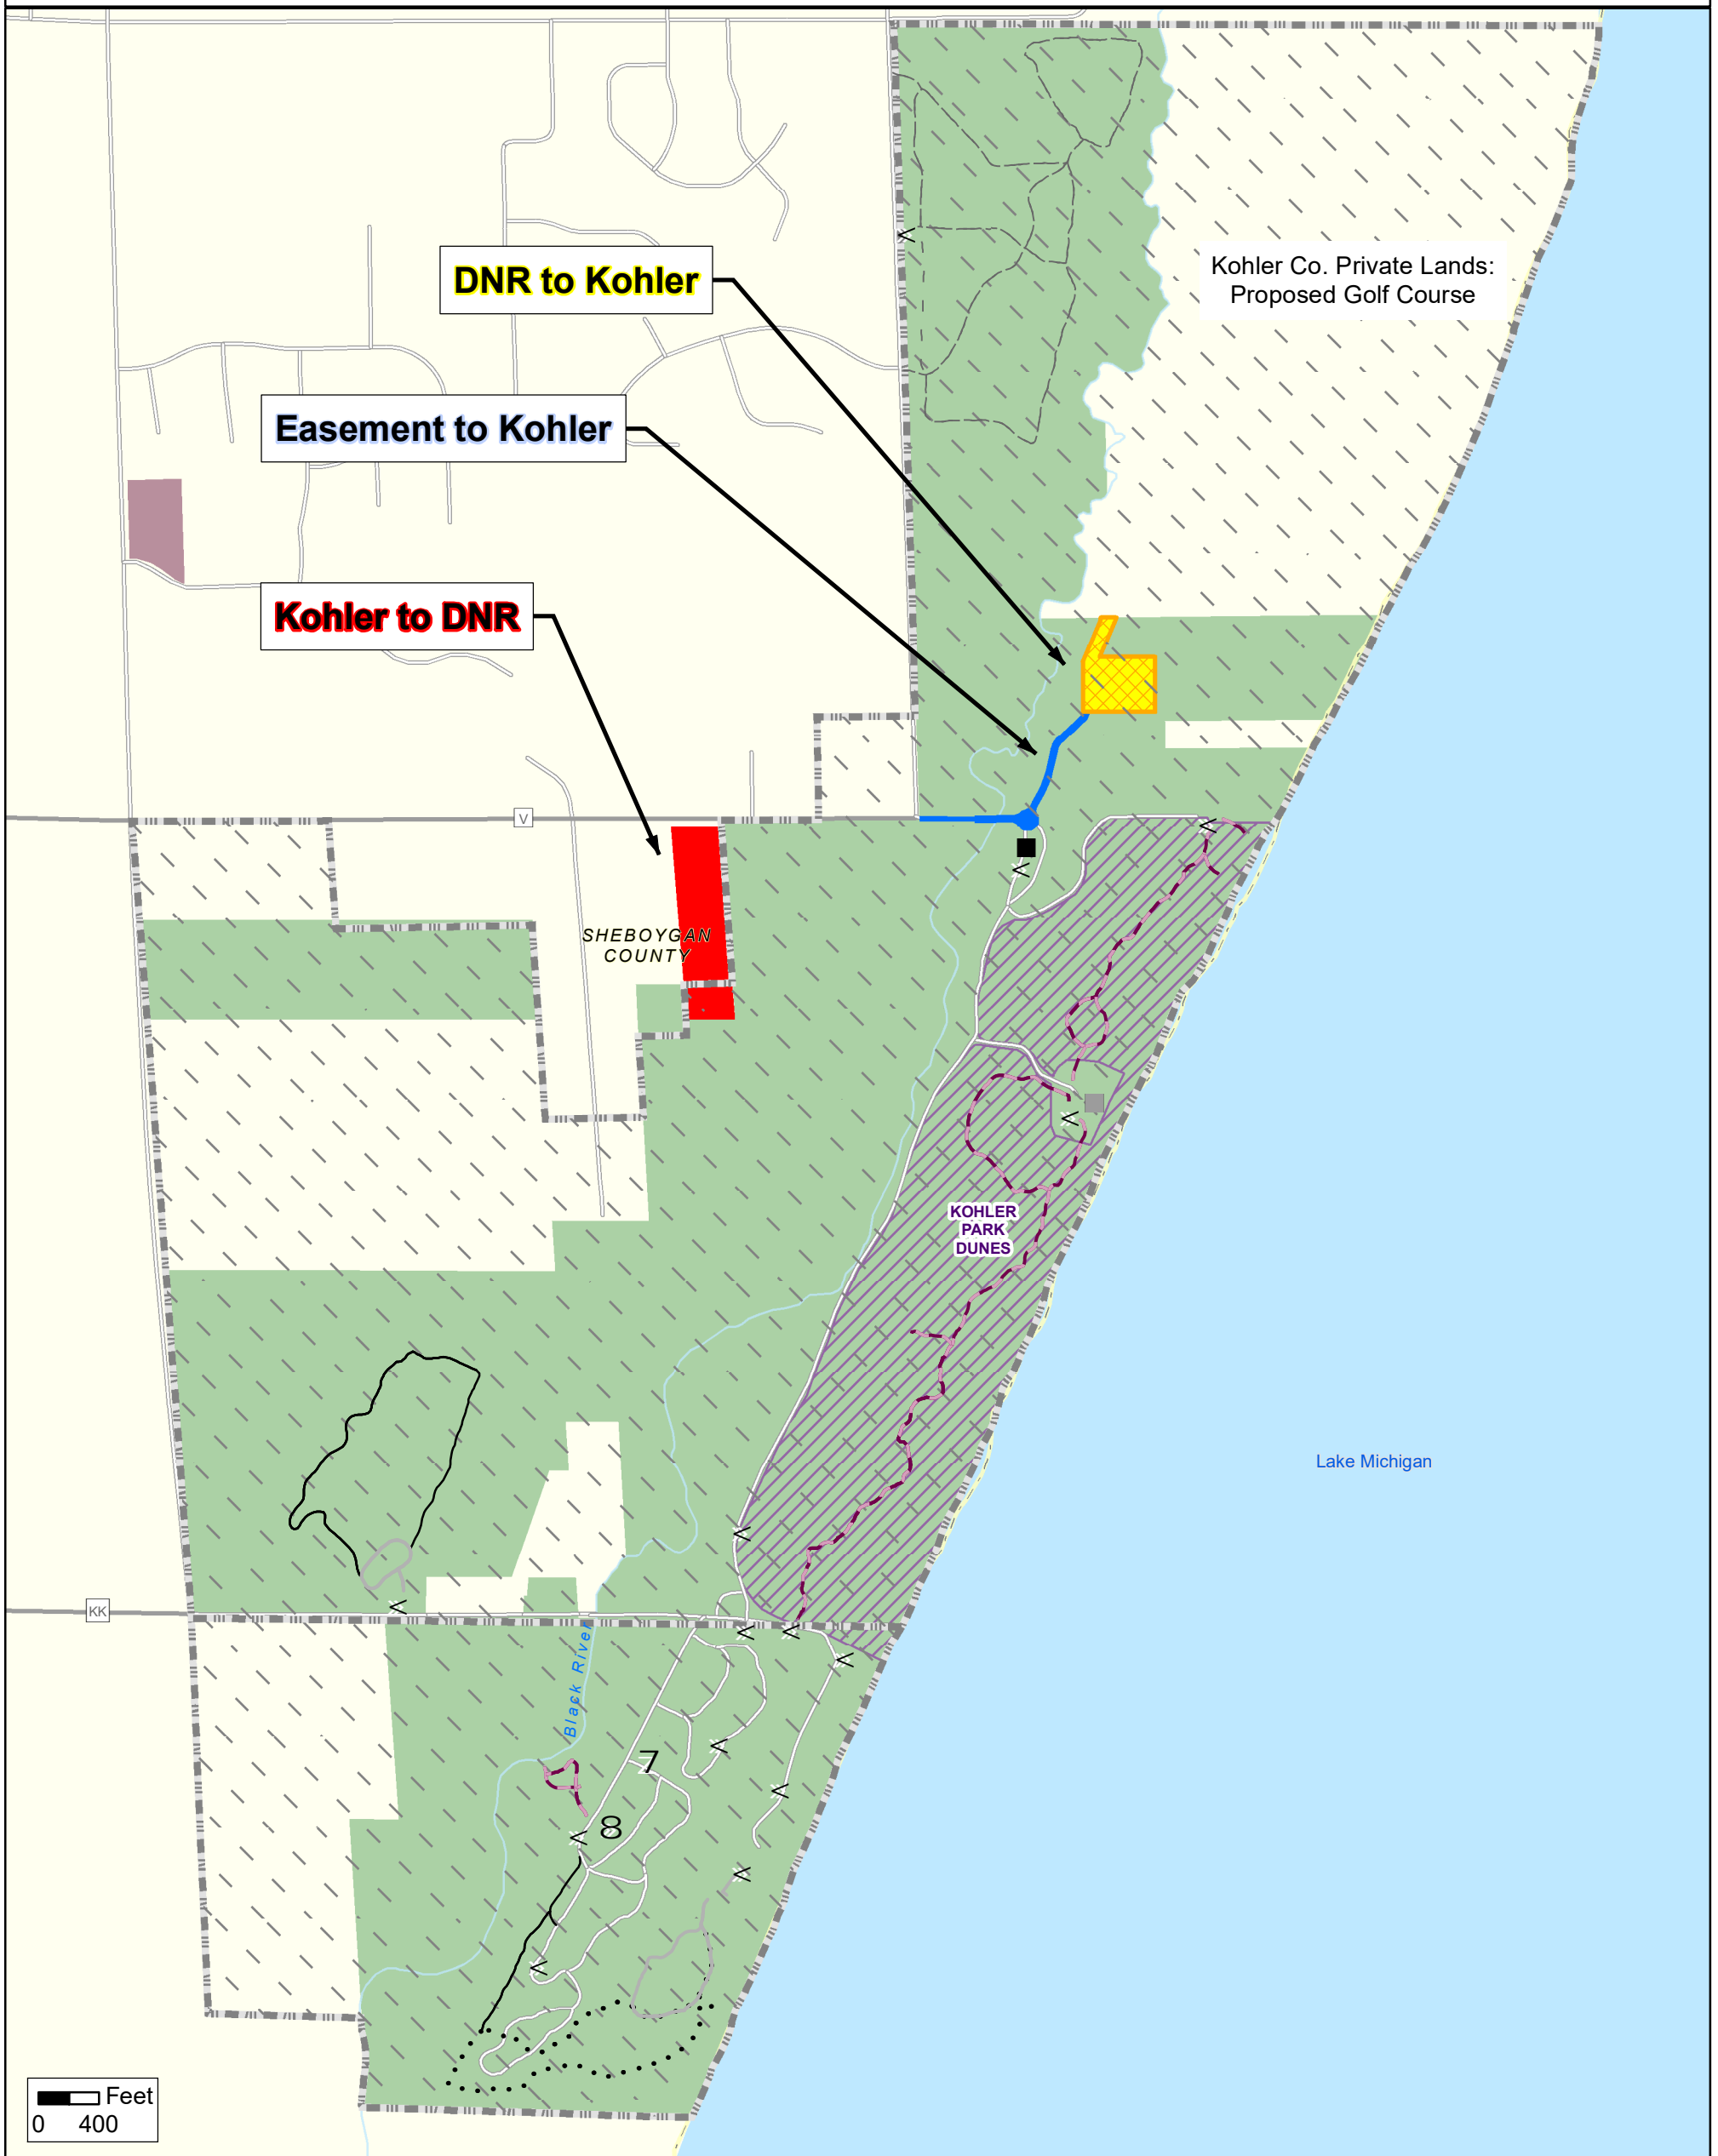 Kohler Co. Private Lands:
Proposed Golf Course
DNR to Kohler
Easement to Kohler
Kohler to DNR
V
SHEBOYGAN
COUNTY
KOHLER
PARK
DUNES
Lake Michigan
KK
Black River
7
8
Feet
0 400